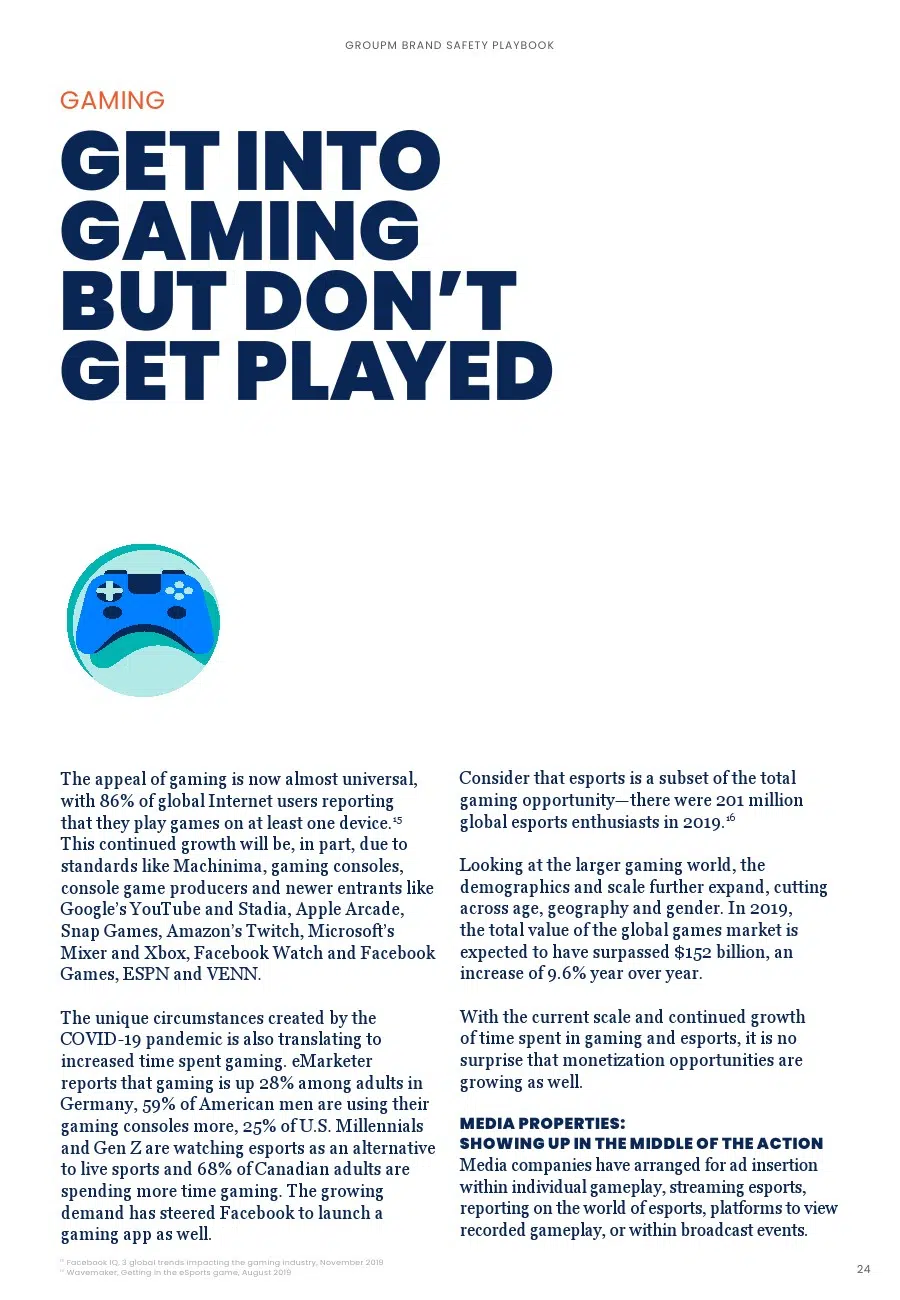 GROUPM BRAND SAFETY PLAYBOOK
GAMING
GET INTO
GAMING
BUT DON’T
GET PLAYED
The appeal of gaming is now almost universal,
with 86% of global Internet users reporting
that they play games on at least one device.¹⁵
This continued growth will be, in part, due to
standards like Machinima, gaming consoles,
console game producers and newer entrants like
Google’s YouTube and Stadia, Apple Arcade,
Snap Games, Amazon’s Twitch, Microsoft’s
Mixer and Xbox, Facebook Watch and Facebook
Games, ESPN and VENN.
The unique circumstances created by the
COVID-19 pandemic is also translating to
increased time spent gaming. eMarketer
reports that gaming is up 28% among adults in
Germany, 59% of American men are using their
gaming consoles more, 25% of U.S. Millennials
and Gen Z are watching esports as an alternative
to live sports and 68% of Canadian adults are
spending more time gaming. The growing
demand has steered Facebook to launch a
gaming app as well.
Consider that esports is a subset of the total
gaming opportunity—there were 201 million
global esports enthusiasts in 2019.¹⁶
Looking at the larger gaming world, the
demographics and scale further expand, cutting
across age, geography and gender. In 2019,
the total value of the global games market is
expected to have surpassed $152 billion, an
increase of 9.6% year over year.
With the current scale and continued growth
of time spent in gaming and esports, it is no
surprise that monetization opportunities are
growing as well.
MEDIA PROPERTIES:
SHOWING UP IN THE MIDDLE OF THE ACTION
Media companies have arranged for ad insertion
within individual gameplay, streaming esports,
reporting on the world of esports, platforms to view
recorded gameplay, or within broadcast events.
Facebook IQ, 3 global trends impacting the gaming industry, November 2019
Wavemaker, Getting in the eSports game, August 2019
24